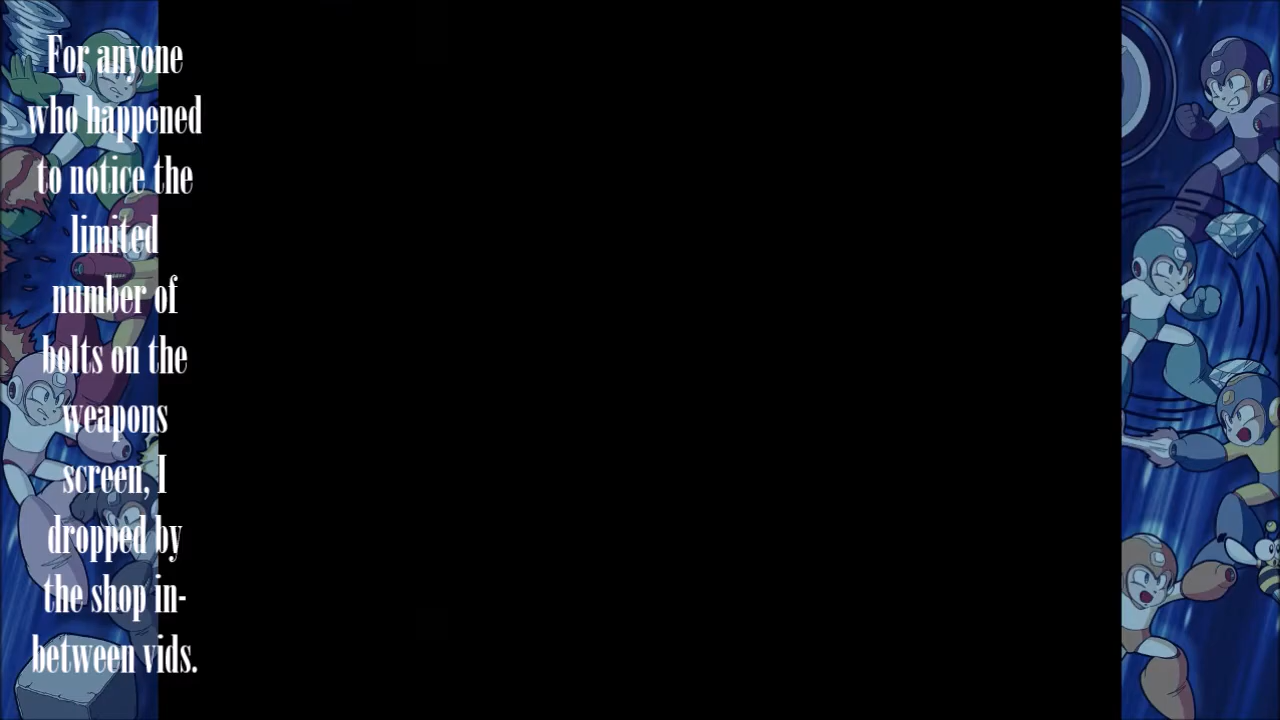 For anyone
who happened
to notice the
limited
number of
bolts on the
weapons
screen, I
dropped by
the shop in-
between vids.